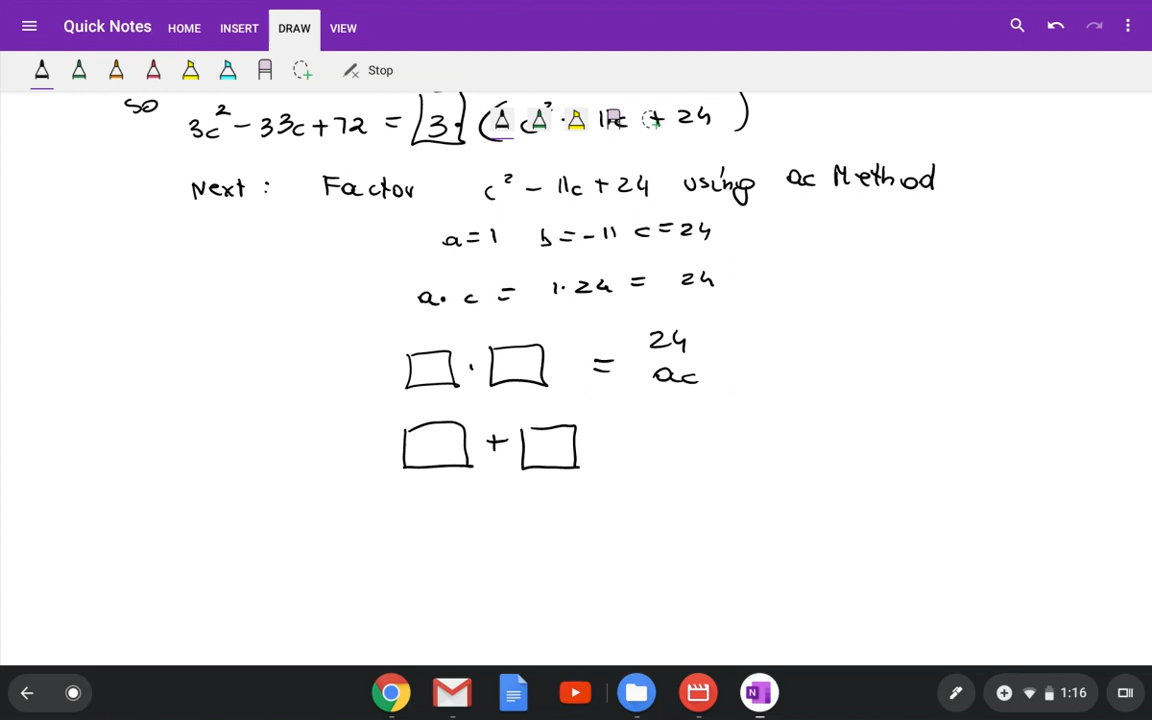 Quick Notes HOME INSERT DRAW VIEW
Stop
so 3c² - 33c + 72 = 3 · (c² · 11c + 24)
Next : Factor c² - 11c + 24 using ac Method
a = 1 b = - 11 c = 24
a · c = 1 · 24 = 24
□ · □ = 24
ac
□ + □
1:16